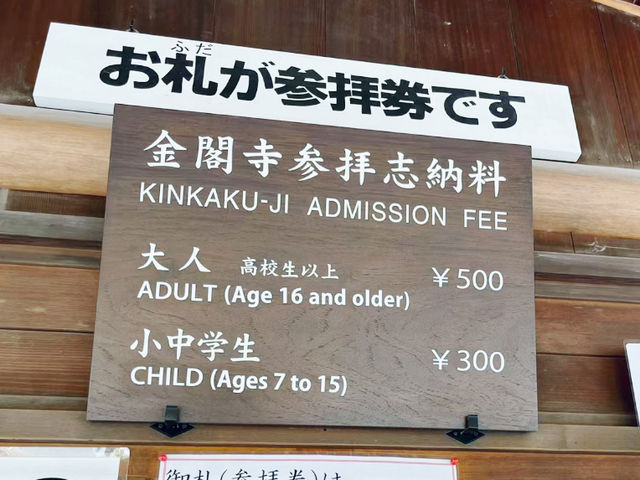 ふだ
お札が参拝券です
金閣寺参拝志納料
KINKAKU-JI ADMISSION FEE
大人 高校生以上 ￥500
ADULT (Age 16 and older)
小中学生 ￥300
CHILD (Ages 7 to 15)
御札(参拝券)は